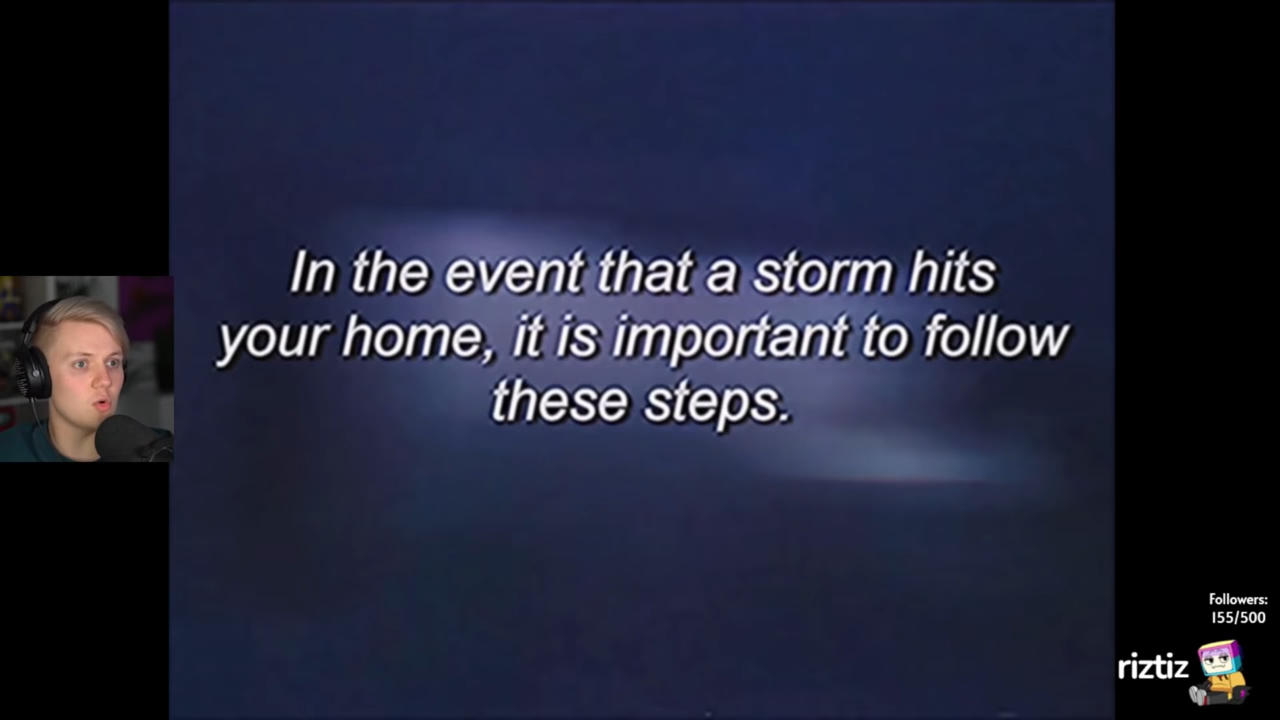 In the event that a storm hits
your home, it is important to follow
these steps.
Followers:
155/500
riztiz